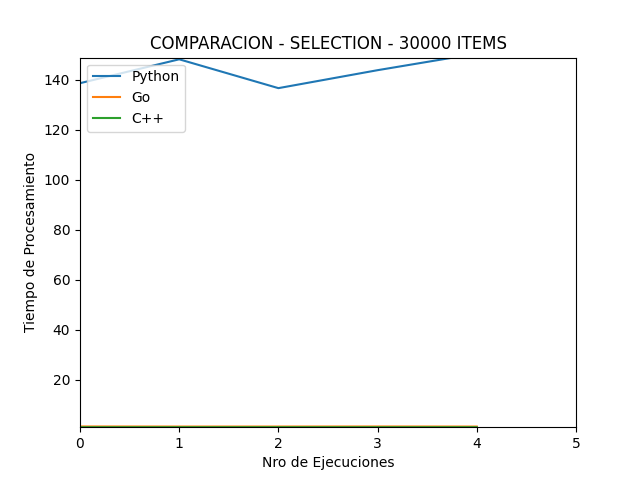 COMPARACION - SELECTION - 30000 ITEMS
Python
Go
C++
Tiempo de Procesamiento
140
120
100
80
60
40
20
0 1 2 3 4 5
Nro de Ejecuciones